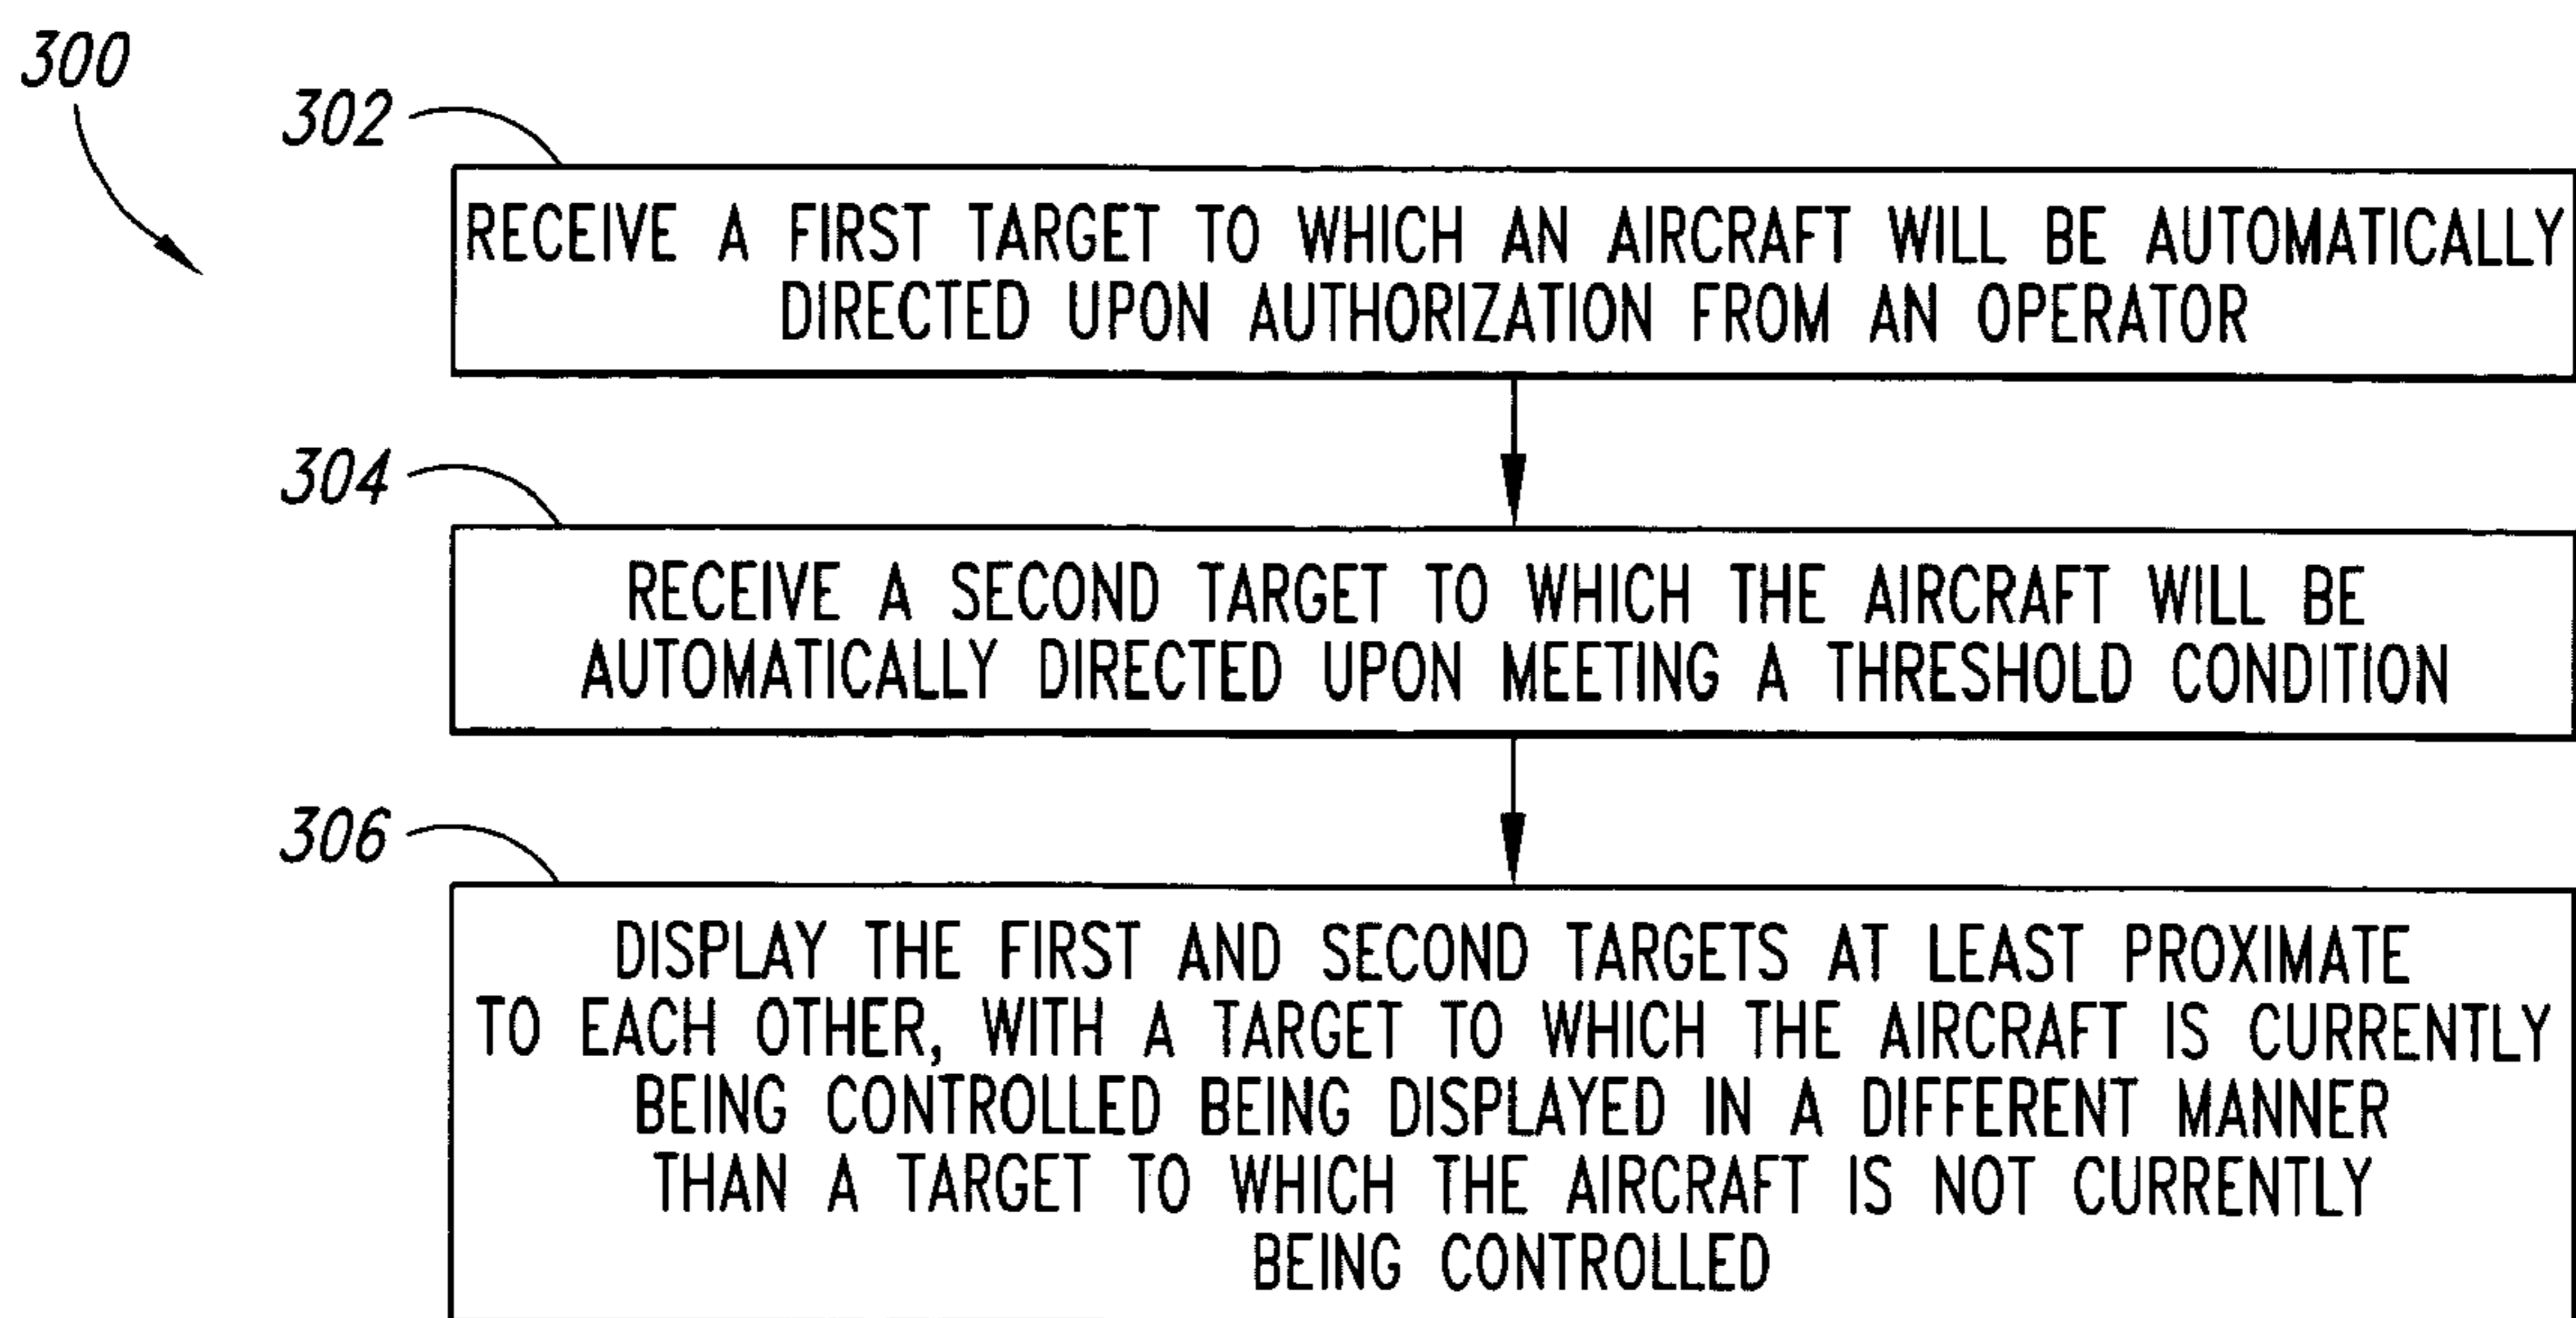 300
302
RECEIVE A FIRST TARGET TO WHICH AN AIRCRAFT WILL BE AUTOMATICALLY
DIRECTED UPON AUTHORIZATION FROM AN OPERATOR
304
RECEIVE A SECOND TARGET TO WHICH THE AIRCRAFT WILL BE
AUTOMATICALLY DIRECTED UPON MEETING A THRESHOLD CONDITION
306
DISPLAY THE FIRST AND SECOND TARGETS AT LEAST PROXIMATE
TO EACH OTHER, WITH A TARGET TO WHICH THE AIRCRAFT IS CURRENTLY
BEING CONTROLLED BEING DISPLAYED IN A DIFFERENT MANNER
THAN A TARGET TO WHICH THE AIRCRAFT IS NOT CURRENTLY
BEING CONTROLLED